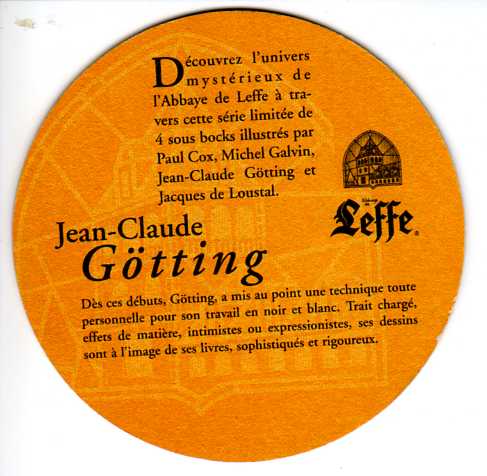 Découvrez l'univers
mystérieux de
l'Abbaye de Leffe à tra-
vers cette série limitée de
4 sous bocks illustrés par
Paul Cox, Michel Galvin,
Jean-Claude Götting et
Jacques de Loustal.
Leffe®
Jean-Claude
Götting
Dès ces débuts, Götting, a mis au point une technique toute
personnelle pour son travail en noir et blanc. Trait chargé,
effets de matière, intimistes ou expressionistes, ses dessins
sont à l'image de ses livres, sophistiqués et rigoureux.